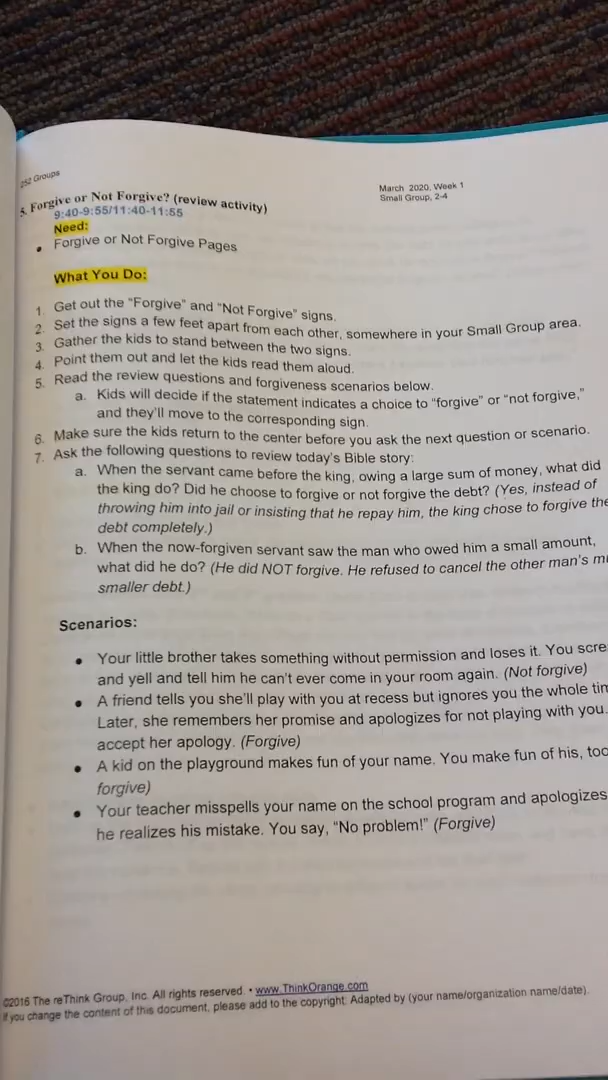 252 Groups
March 2020, Week 1
Small Group, 2-4
5. Forgive or Not Forgive? (review activity)
9:40-9:55/11:40-11:55
Need:
• Forgive or Not Forgive Pages
What You Do:
1. Get out the "Forgive" and "Not Forgive" signs.
2. Set the signs a few feet apart from each other, somewhere in your Small Group area.
3. Gather the kids to stand between the two signs.
4. Point them out and let the kids read them aloud.
5. Read the review questions and forgiveness scenarios below.
a. Kids will decide if the statement indicates a choice to "forgive" or "not forgive,"
and they'll move to the corresponding sign.
6. Make sure the kids return to the center before you ask the next question or scenario.
7. Ask the following questions to review today's Bible story:
a. When the servant came before the king, owing a large sum of money, what did
the king do? Did he choose to forgive or not forgive the debt? (Yes, instead of
throwing him into jail or insisting that he repay him, the king chose to forgive the
debt completely.)
b. When the now-forgiven servant saw the man who owed him a small amount,
what did he do? (He did NOT forgive. He refused to cancel the other man's
smaller debt.)
Scenarios:
• Your little brother takes something without permission and loses it. You
and yell and tell him he can't ever come in your room again. (Not forgive)
• A friend tells you she'll play with you at recess but ignores you the whole
Later, she remembers her promise and apologizes for not playing with you.
accept her apology. (Forgive)
• A kid on the playground makes fun of your name. You make fun of his, too
forgive)
• Your teacher misspells your name on the school program and apologizes
he realizes his mistake. You say, "No problem!" (Forgive)
©2016 The reThink Group, Inc. All rights reserved. • www.ThinkOrange.com
If you change the content of this document, please add to the copyright: Adapted by (your name/organization name/date).